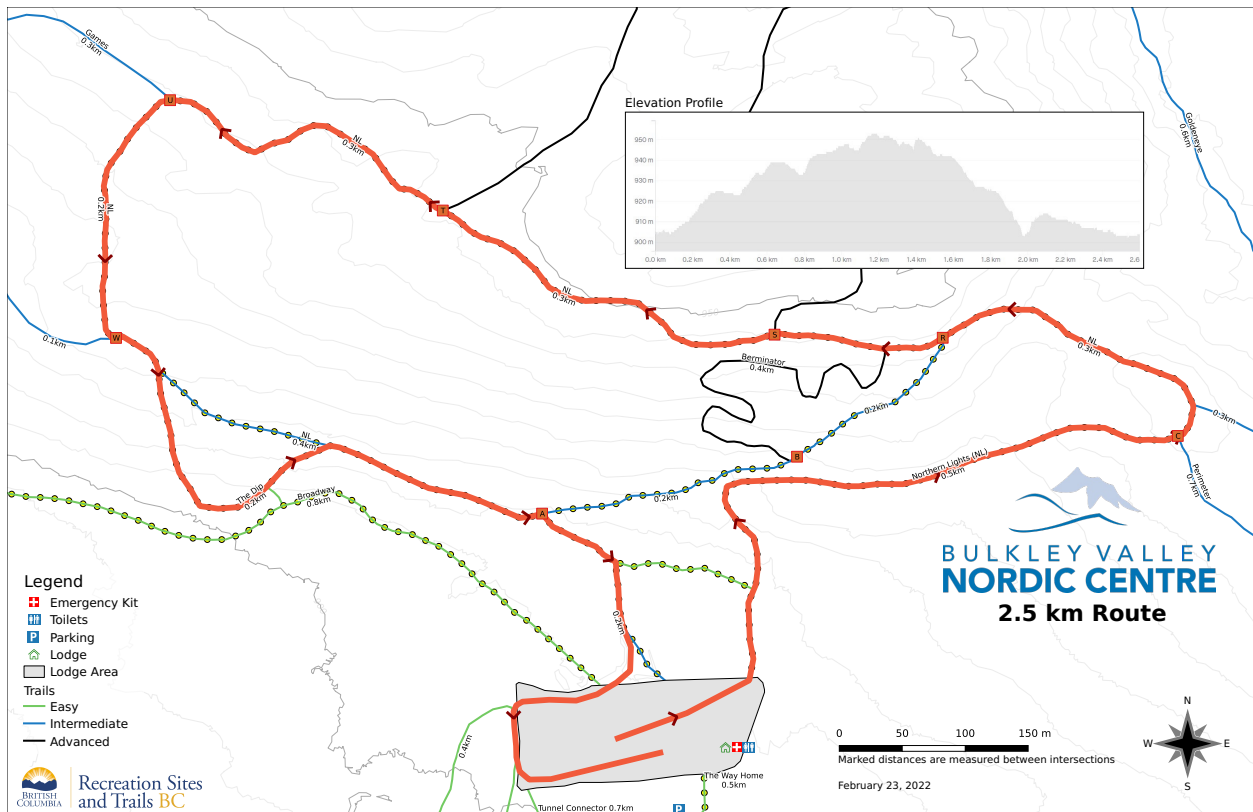 Games
0.3km
U
NL
0.3km
T
NL
0.2km
NL
0.3km
Goldeneye
0.6km
Elevation Profile
950 m
940 m
930 m
920 m
910 m
900 m
0.0 km
0.2 km
0.4 km
0.6 km
0.8 km
1.0 km
1.2 km
1.4 km
1.6 km
1.8 km
2.0 km
2.2 km
2.4 km
2.6
W
0.1km
S
R
NL
0.3km
Berminator
0.4km
0.2km
0.3km
C
B
NL
0.4km
The Dip
0.2km
Broadway
0.8km
A
0.2km
Northern Lights (NL)
0.5km
Perimeter
0.7km
0.2km
0.4km
BULKLEY VALLEY
NORDIC CENTRE
2.5 km Route
Legend
Emergency Kit
Toilets
P
Parking
Lodge
Lodge Area
Trails
Easy
Intermediate
Advanced
BRITISH
COLUMBIA
Recreation Sites
and Trails BC
The Way Home
0.5km
Tunnel Connector 0.7km
P
0
50
100
150 m
Marked distances are measured between intersections
February 23, 2022
N
W
E
S